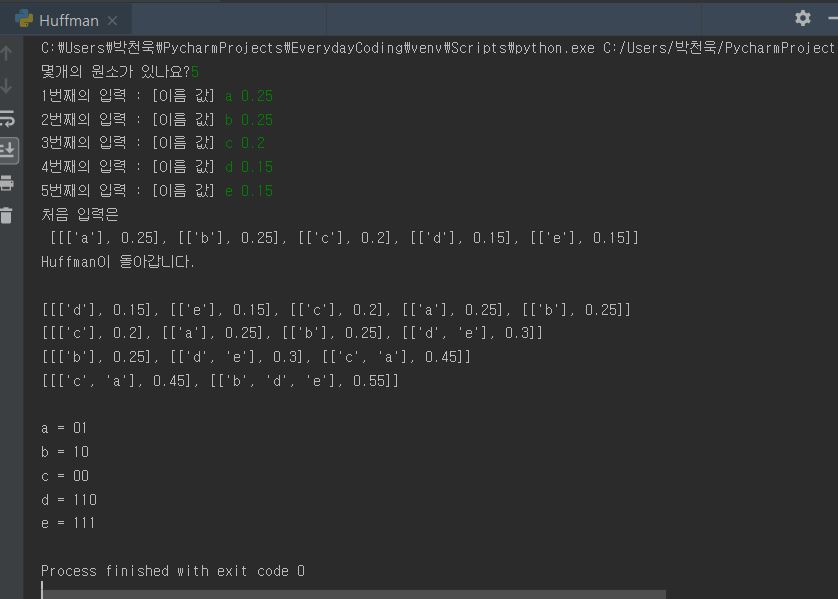 Huffman
C:\Users\박천욱\PycharmProjects\EverydayCoding\venv\Scripts\python.exe C:/Users/박천욱/PycharmProject
몇개의 원소가 있나요?5
1번째의 입력 : [이름 값] a 0.25
2번째의 입력 : [이름 값] b 0.25
3번째의 입력 : [이름 값] c 0.2
4번째의 입력 : [이름 값] d 0.15
5번째의 입력 : [이름 값] e 0.15
처음 입력은
[[['a'], 0.25], [['b'], 0.25], [['c'], 0.2], [['d'], 0.15], [['e'], 0.15]]
Huffman이 돌아갑니다.
[[['d'], 0.15], [['e'], 0.15], [['c'], 0.2], [['a'], 0.25], [['b'], 0.25]]
[[['c'], 0.2], [['a'], 0.25], [['b'], 0.25], [['d', 'e'], 0.3]]
[[['b'], 0.25], [['d', 'e'], 0.3], [['c', 'a'], 0.45]]
[[['c', 'a'], 0.45], [['b', 'd', 'e'], 0.55]]
a = 01
b = 10
c = 00
d = 110
e = 111
Process finished with exit code 0